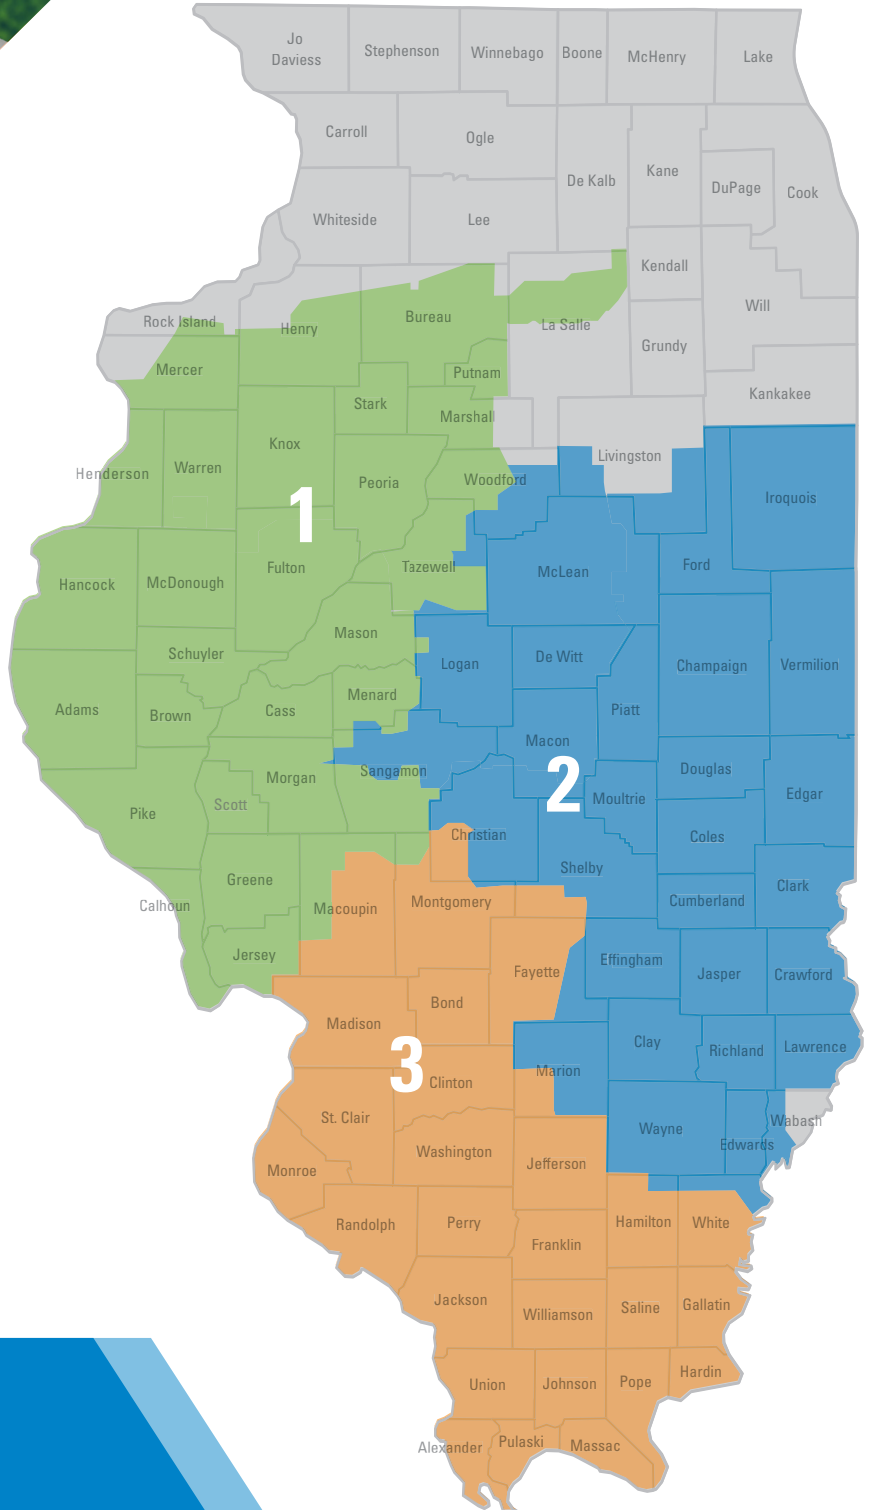 Jo
Daviess
Stephenson
Winnebago
Boone
McHenry
Lake
Carroll
Ogle
De Kalb
Kane
DuPage
Cook
Whiteside
Lee
Kendall
Will
Rock Island
Henry
Bureau
La Salle
Grundy
Mercer
Putnam
Kankakee
Stark
Marshall
Knox
Livingston
Henderson
Warren
Peoria
Woodford
Iroquois
1
Hancock
McDonough
Fulton
Tazewell
McLean
Ford
Mason
Schuyler
Logan
De Witt
Champaign
Vermilion
Adams
Brown
Cass
Menard
Piatt
Macon
Sangamon
Morgan
2
Douglas
Edgar
Scott
Pike
Moultrie
Christian
Coles
Shelby
Greene
Clark
Calhoun
Macoupin
Montgomery
Cumberland
Jersey
Effingham
Fayette
Jasper
Crawford
Bond
Madison
Clay
Richland
Lawrence
3
Clinton
Marion
St. Clair
Wayne
Wabash
Edwards
Washington
Jefferson
Monroe
Randolph
Perry
Hamilton
White
Franklin
Jackson
Williamson
Saline
Gallatin
Union
Johnson
Pope
Hardin
Alexander
Pulaski
Massac